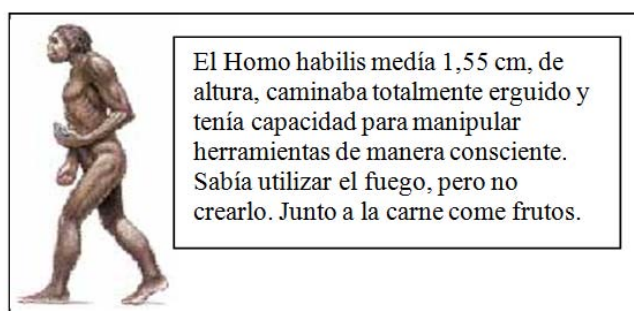 El Homo habilis medía 1,55 cm, de
altura, caminaba totalmente erguido y
tenía capacidad para manipular
herramientas de manera consciente.
Sabía utilizar el fuego, pero no
crearlo. Junto a la carne come frutos.